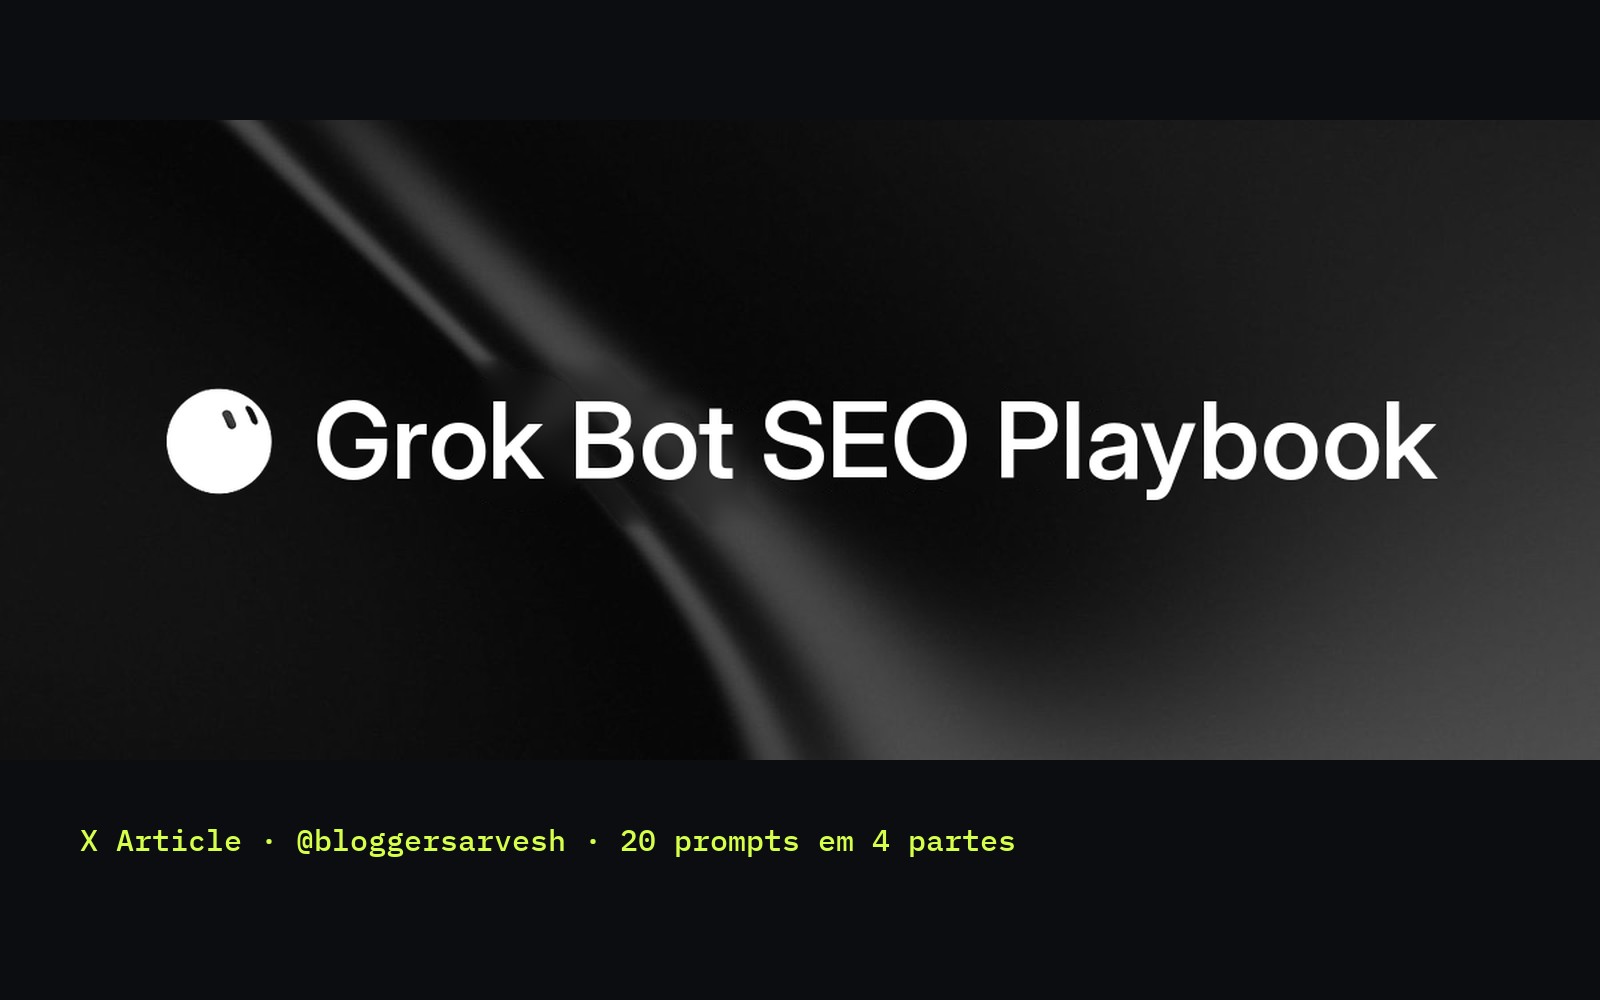 Grok Bot SEO Playbook
X Article · @bloggersarvesh · 20 prompts em 4 partes